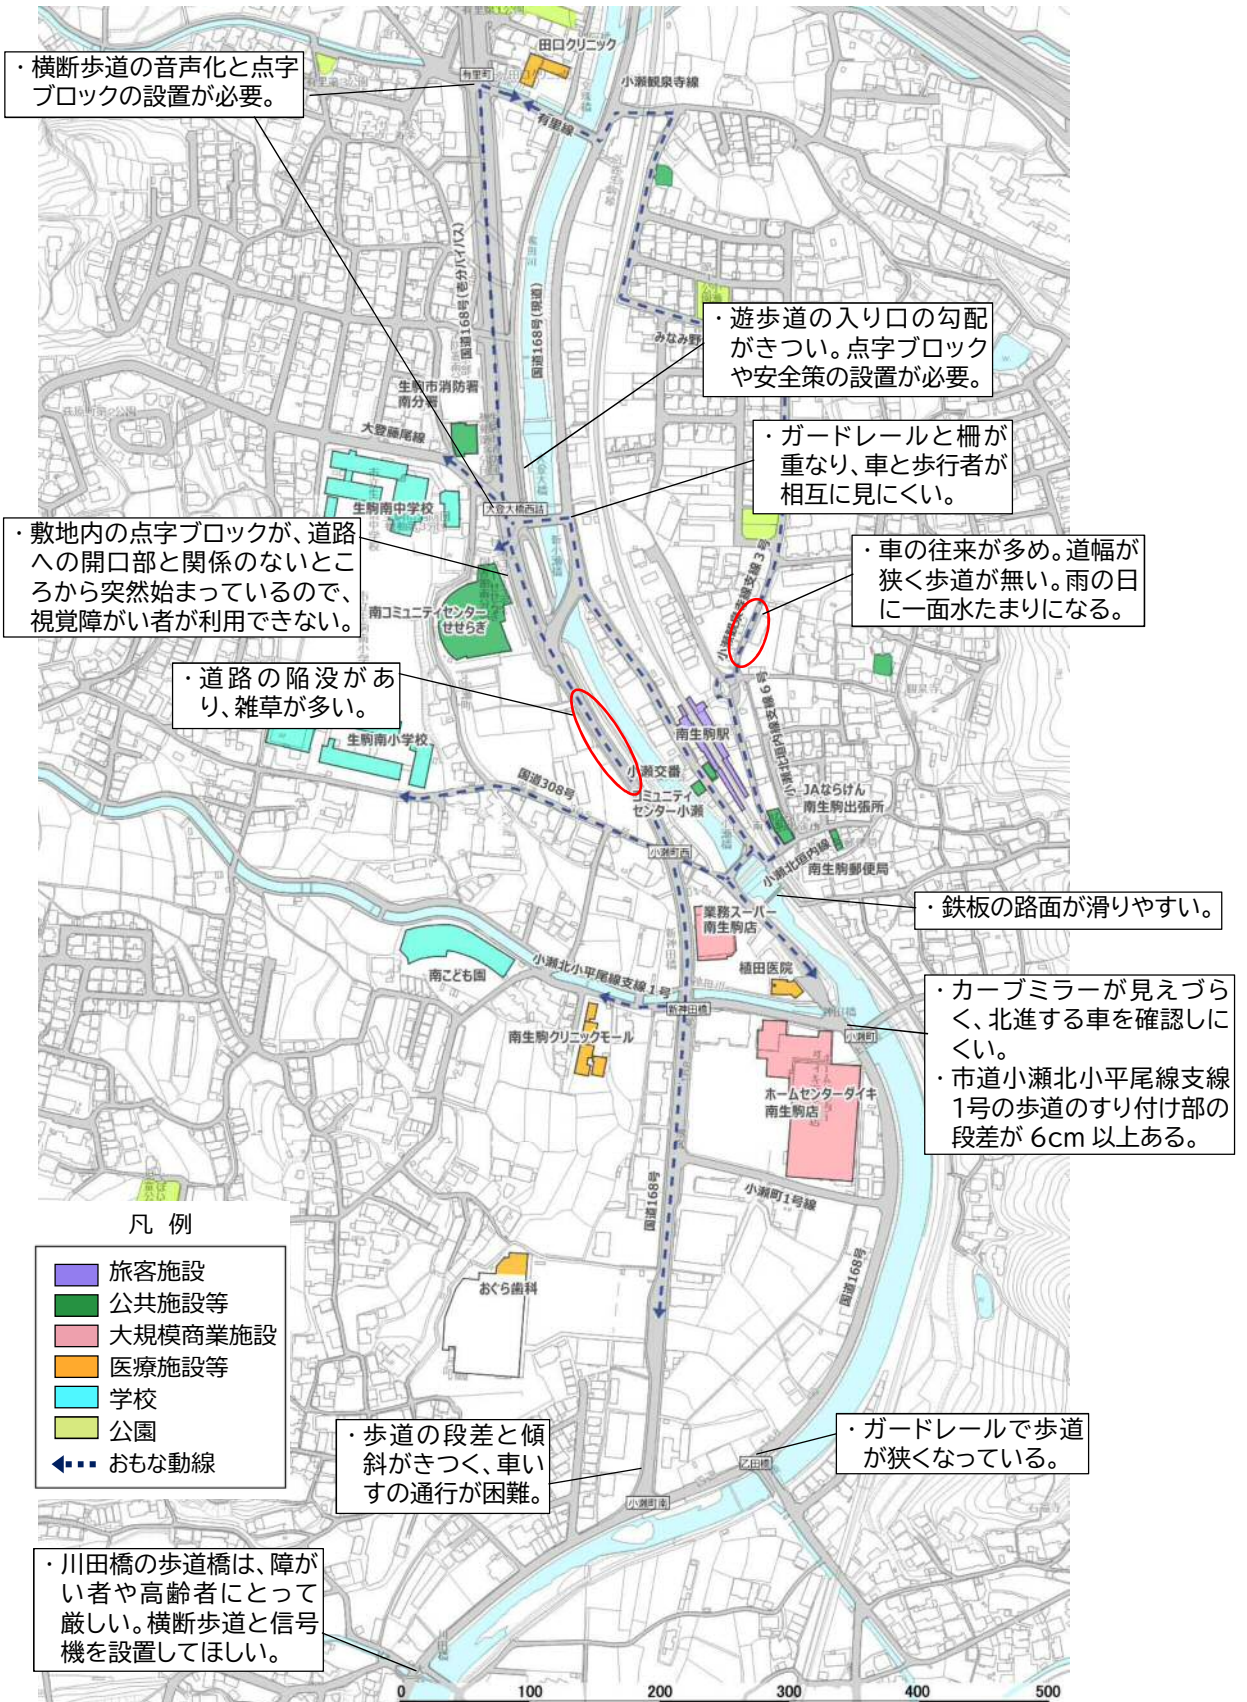 田口クリニック
・横断歩道の音声化と点字
ブロックの設置が必要。
有里町
小瀬観泉寺線
有里線
国道168号(壱分バイパス)
国道168号(現道)
・遊歩道の入り口の勾配
がきつい。点字ブロック
や安全策の設置が必要。
みなみ野
生駒市消防署
南分署
大登藤尾線
・ガードレールと柵が
重なり、車と歩行者が
相互に見にくい。
生駒南中学校
大登大橋西詰
・敷地内の点字ブロックが、道路
への開口部と関係のないとこ
ろから突然始まっているので、
視覚障がい者が利用できない。
・車の往来が多め。道幅が
狭く歩道が無い。雨の日
に一面水たまりになる。
南コミュニティセンター
せせらぎ
・道路の陥没があ
り、雑草が多い。
生駒南小学校
南生駒駅
小瀬交番
国道308号
コミュニティ
センター小瀬
JAならけん
南生駒出張所
小瀬北垣内線支線6号
小瀬町西
小瀬北垣内線
南生駒郵便局
・鉄板の路面が滑りやすい。
業務スーパー
南生駒店
植田医院
南こども園
小瀬北小平尾線支線1号
新神田橋
小瀬町
・カーブミラーが見えづら
く、北進する車を確認しに
くい。
・市道小瀬北小平尾線支線
1号の歩道のすり付け部の
段差が6cm以上ある。
南生駒クリニックモール
ホームセンターダイキ
南生駒店
小瀬町1号線
国道168号
国道168号
おぐら歯科
凡 例
旅客施設
公共施設等
大規模商業施設
医療施設等
学校
公園
おもな動線
・歩道の段差と傾
斜がきつく、車い
すの通行が困難。
・ガードレールで歩道
が狭くなっている。
乙田橋
小瀬町南
・川田橋の歩道橋は、障が
い者や高齢者にとって
厳しい。横断歩道と信号
機を設置してほしい。
0 100 200 300 400 500